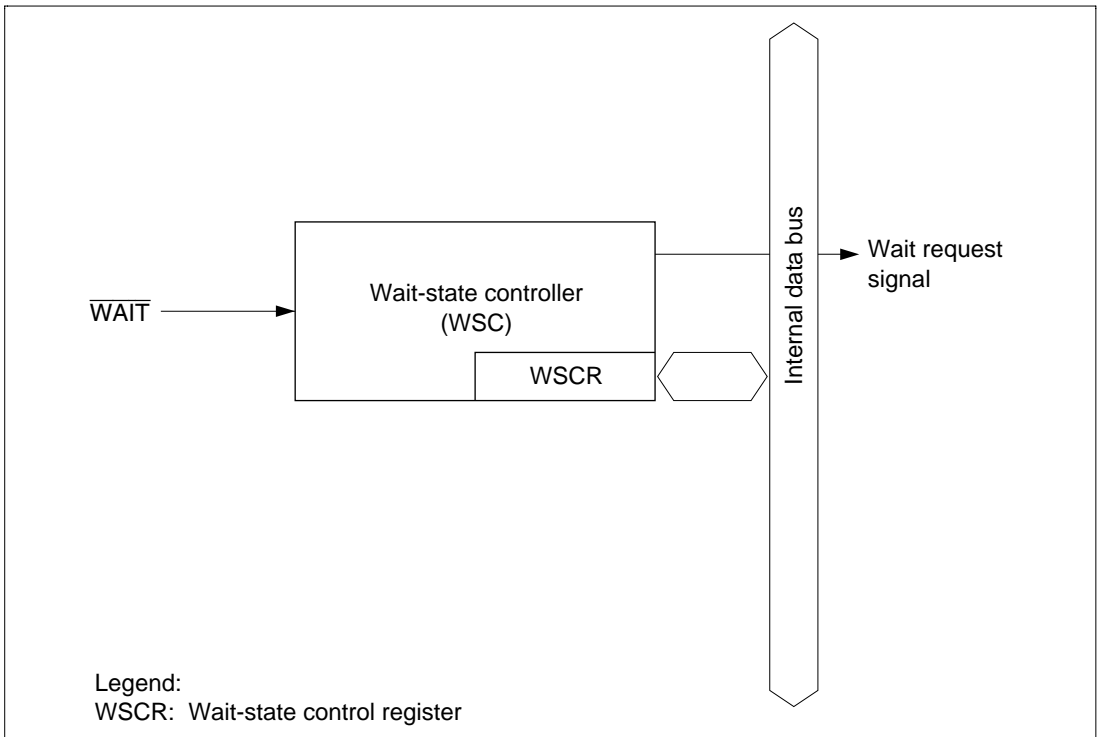 WAIT
Wait-state controller
(WSC)
WSCR
Internal data bus
Wait request
signal
Legend:
WSCR: Wait-state control register